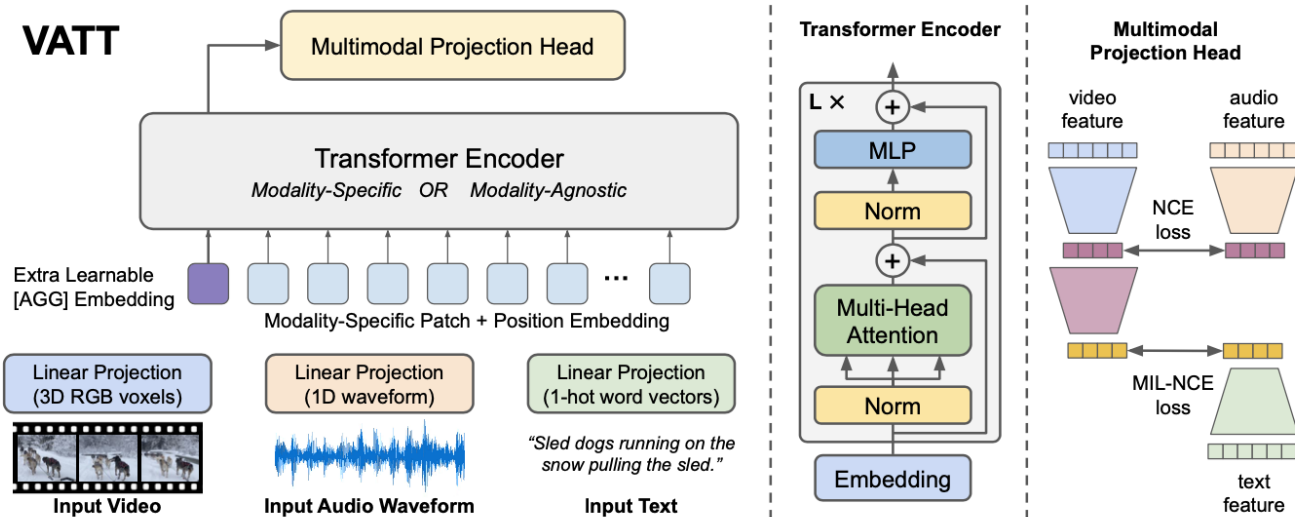 VATT
Multimodal Projection Head
Transformer Encoder
Modality-Specific OR Modality-Agnostic
Extra Learnable
[AGG] Embedding
...
Modality-Specific Patch + Position Embedding
Linear Projection
(3D RGB voxels)
Linear Projection
(1D waveform)
Linear Projection
(1-hot word vectors)
“Sled dogs running on the
snow pulling the sled.”
Input Video
Input Audio Waveform
Input Text
Transformer Encoder
L ×
+
MLP
Norm
+
Multi-Head
Attention
Norm
Embedding
Multimodal
Projection Head
video
feature
audio
feature
NCE
loss
MIL-NCE
loss
text
feature